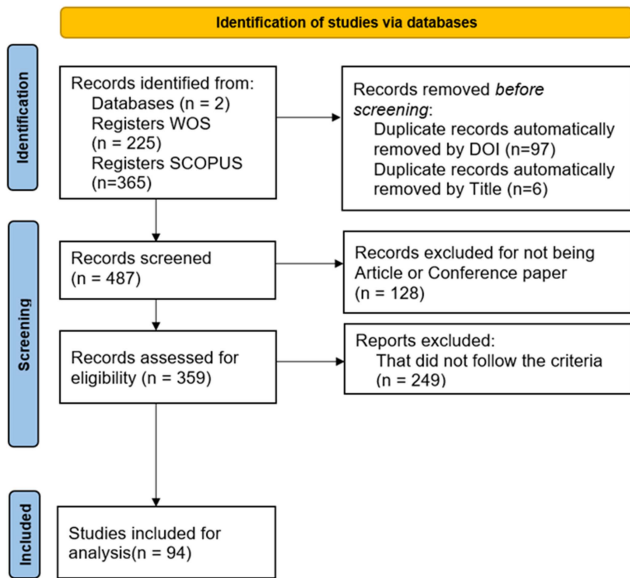 Identification of studies via databases
Identification
Records identified from:
Databases (n = 2)
Registers WOS
(n = 225)
Registers SCOPUS
(n=365)
Records removed before
screening:
Duplicate records automatically
removed by DOI (n=97)
Duplicate records automatically
removed by Title (n=6)
Screening
Records screened
(n = 487)
Records excluded for not being
Article or Conference paper
(n = 128)
Records assessed for
eligibility (n = 359)
Reports excluded:
That did not follow the criteria
(n = 249)
Included
Studies included for
analysis(n = 94)